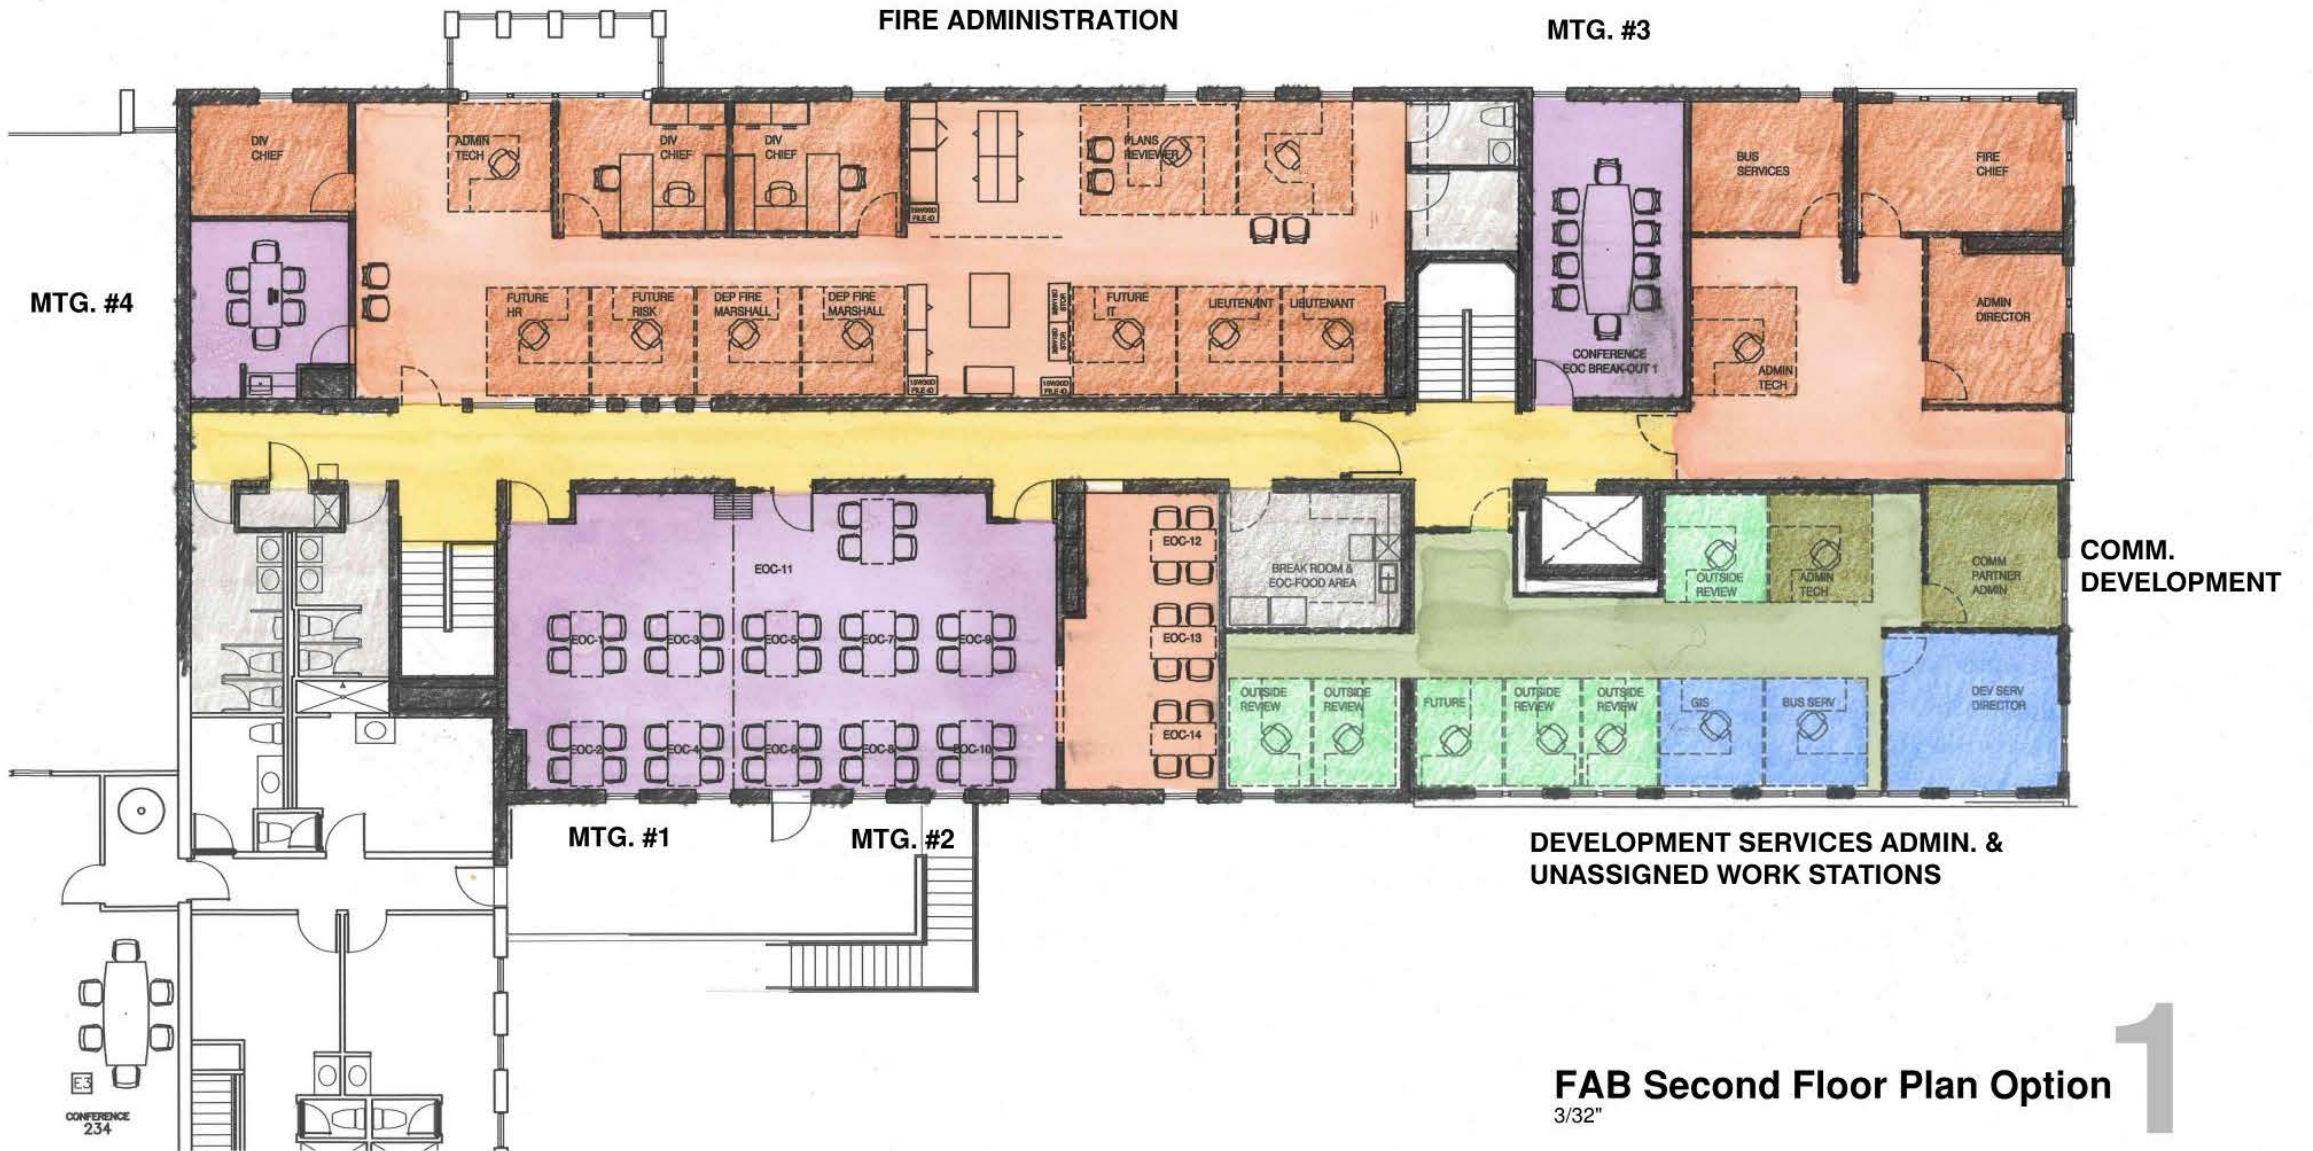 FIRE ADMINISTRATION
MTG. #3
DIV
CHIEF
ADMIN
TECH
DIV
CHIEF
DIV
CHIEF
PLANS
REVIEWER
BUS
SERVICES
FIRE
CHIEF
MTG. #4
FUTURE
HR
FUTURE
RISK
DEP FIRE
MARSHALL
DEP FIRE
MARSHALL
FUTURE
IT
LIEUTENANT
LIEUTENANT
ADMIN
DIRECTOR
CONFERENCE
EOC BREAK-OUT 1
ADMIN
TECH
EOC-11
EOC-12
BREAK ROOM &
EOC-FOOD AREA
OUTSIDE
REVIEW
ADMIN
TECH
COMM
PARTNER
ADMIN
COMM.
DEVELOPMENT
EOC-1
EOC-3
EOC-5
EOC-7
EOC-9
EOC-13
OUTSIDE
REVIEW
OUTSIDE
REVIEW
FUTURE
OUTSIDE
REVIEW
OUTSIDE
REVIEW
GIS
BUS SERV
DEV SERV
DIRECTOR
EOC-2
EOC-4
EOC-6
EOC-8
EOC-10
EOC-14
MTG. #1
MTG. #2
DEVELOPMENT SERVICES ADMIN. &
UNASSIGNED WORK STATIONS
E3
CONFERENCE
234
FAB Second Floor Plan Option 1
3/32"